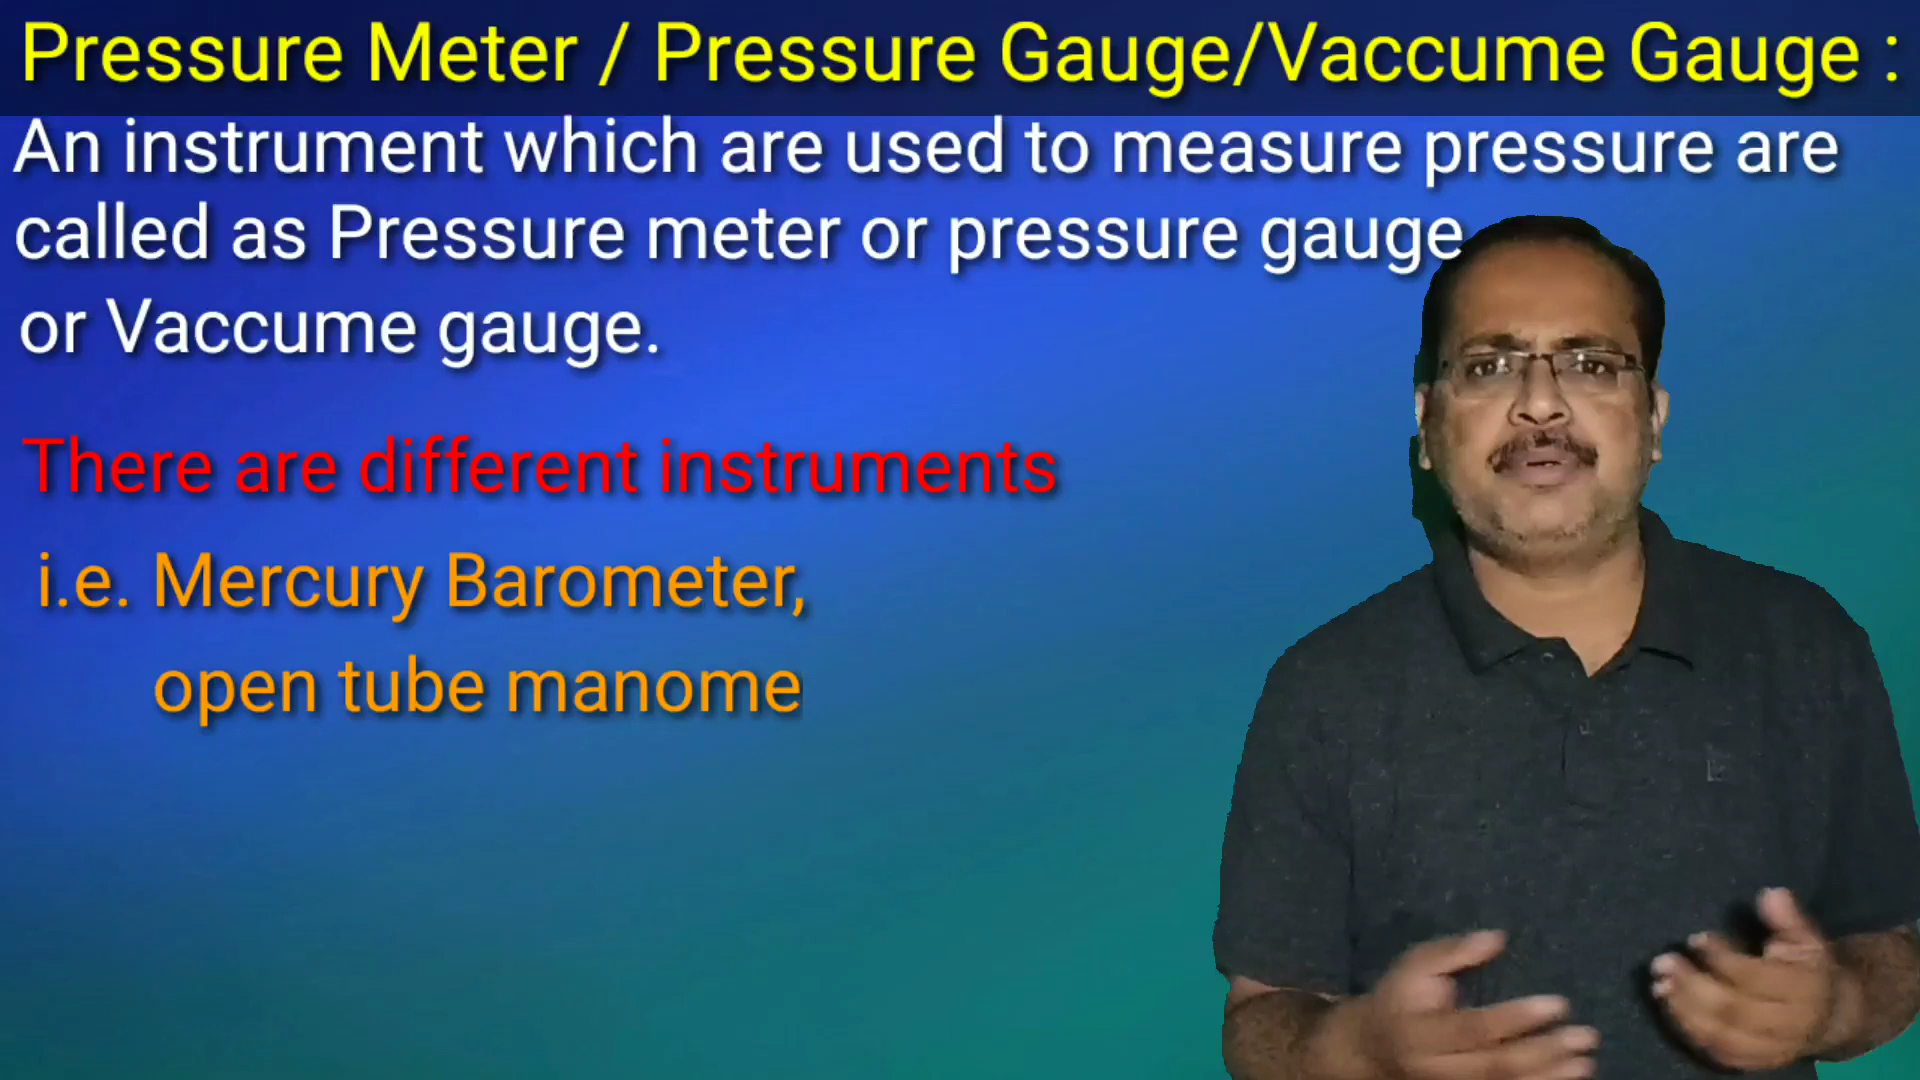 Pressure Meter / Pressure Gauge/Vaccume Gauge :
An instrument which are used to measure pressure are
called as Pressure meter or pressure gauge
or Vaccume gauge.
There are different instruments
i.e. Mercury Barometer,
open tube manome